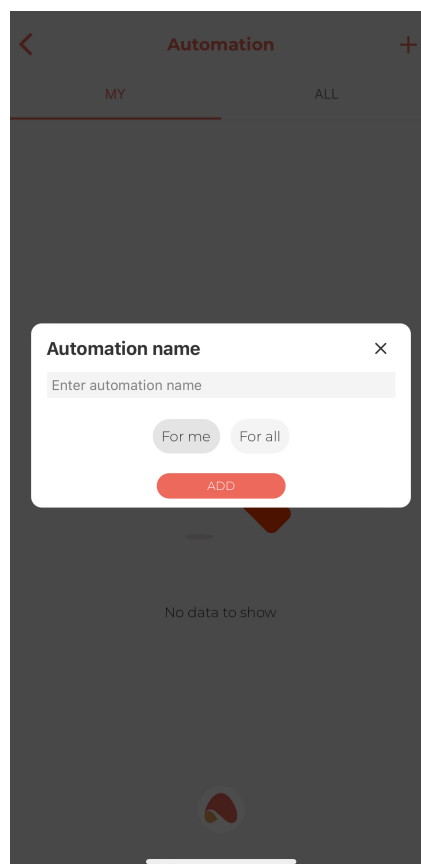 Automation
MY ALL
Automation name
Enter automation name
For me For all
ADD
No data to show